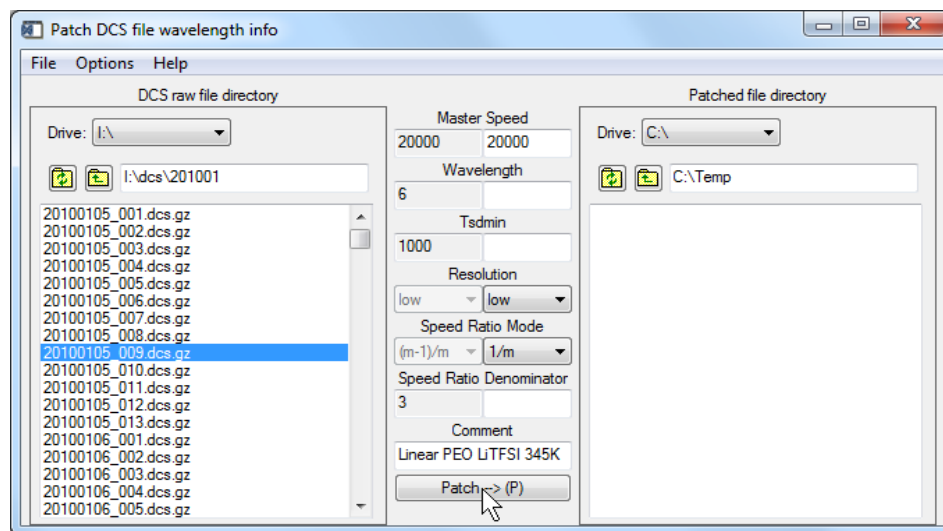 Patch DCS file wavelength info
File Options Help
DCS raw file directory
Drive: I:\
I:\dcs\201001
20100105_001.dcs.gz
20100105_002.dcs.gz
20100105_003.dcs.gz
20100105_004.dcs.gz
20100105_005.dcs.gz
20100105_006.dcs.gz
20100105_007.dcs.gz
20100105_008.dcs.gz
20100105_009.dcs.gz
20100105_010.dcs.gz
20100105_011.dcs.gz
20100105_012.dcs.gz
20100105_013.dcs.gz
20100106_001.dcs.gz
20100106_002.dcs.gz
20100106_003.dcs.gz
20100106_004.dcs.gz
20100106_005.dcs.gz
Master Speed
20000 20000
Wavelength
6
Tsdmin
1000
Resolution
low low
Speed Ratio Mode
(m-1)/m 1/m
Speed Ratio Denominator
3
Comment
Linear PEO LiTFSI 345K
Patch --> (P)
Patched file directory
Drive: C:\
C:\Temp